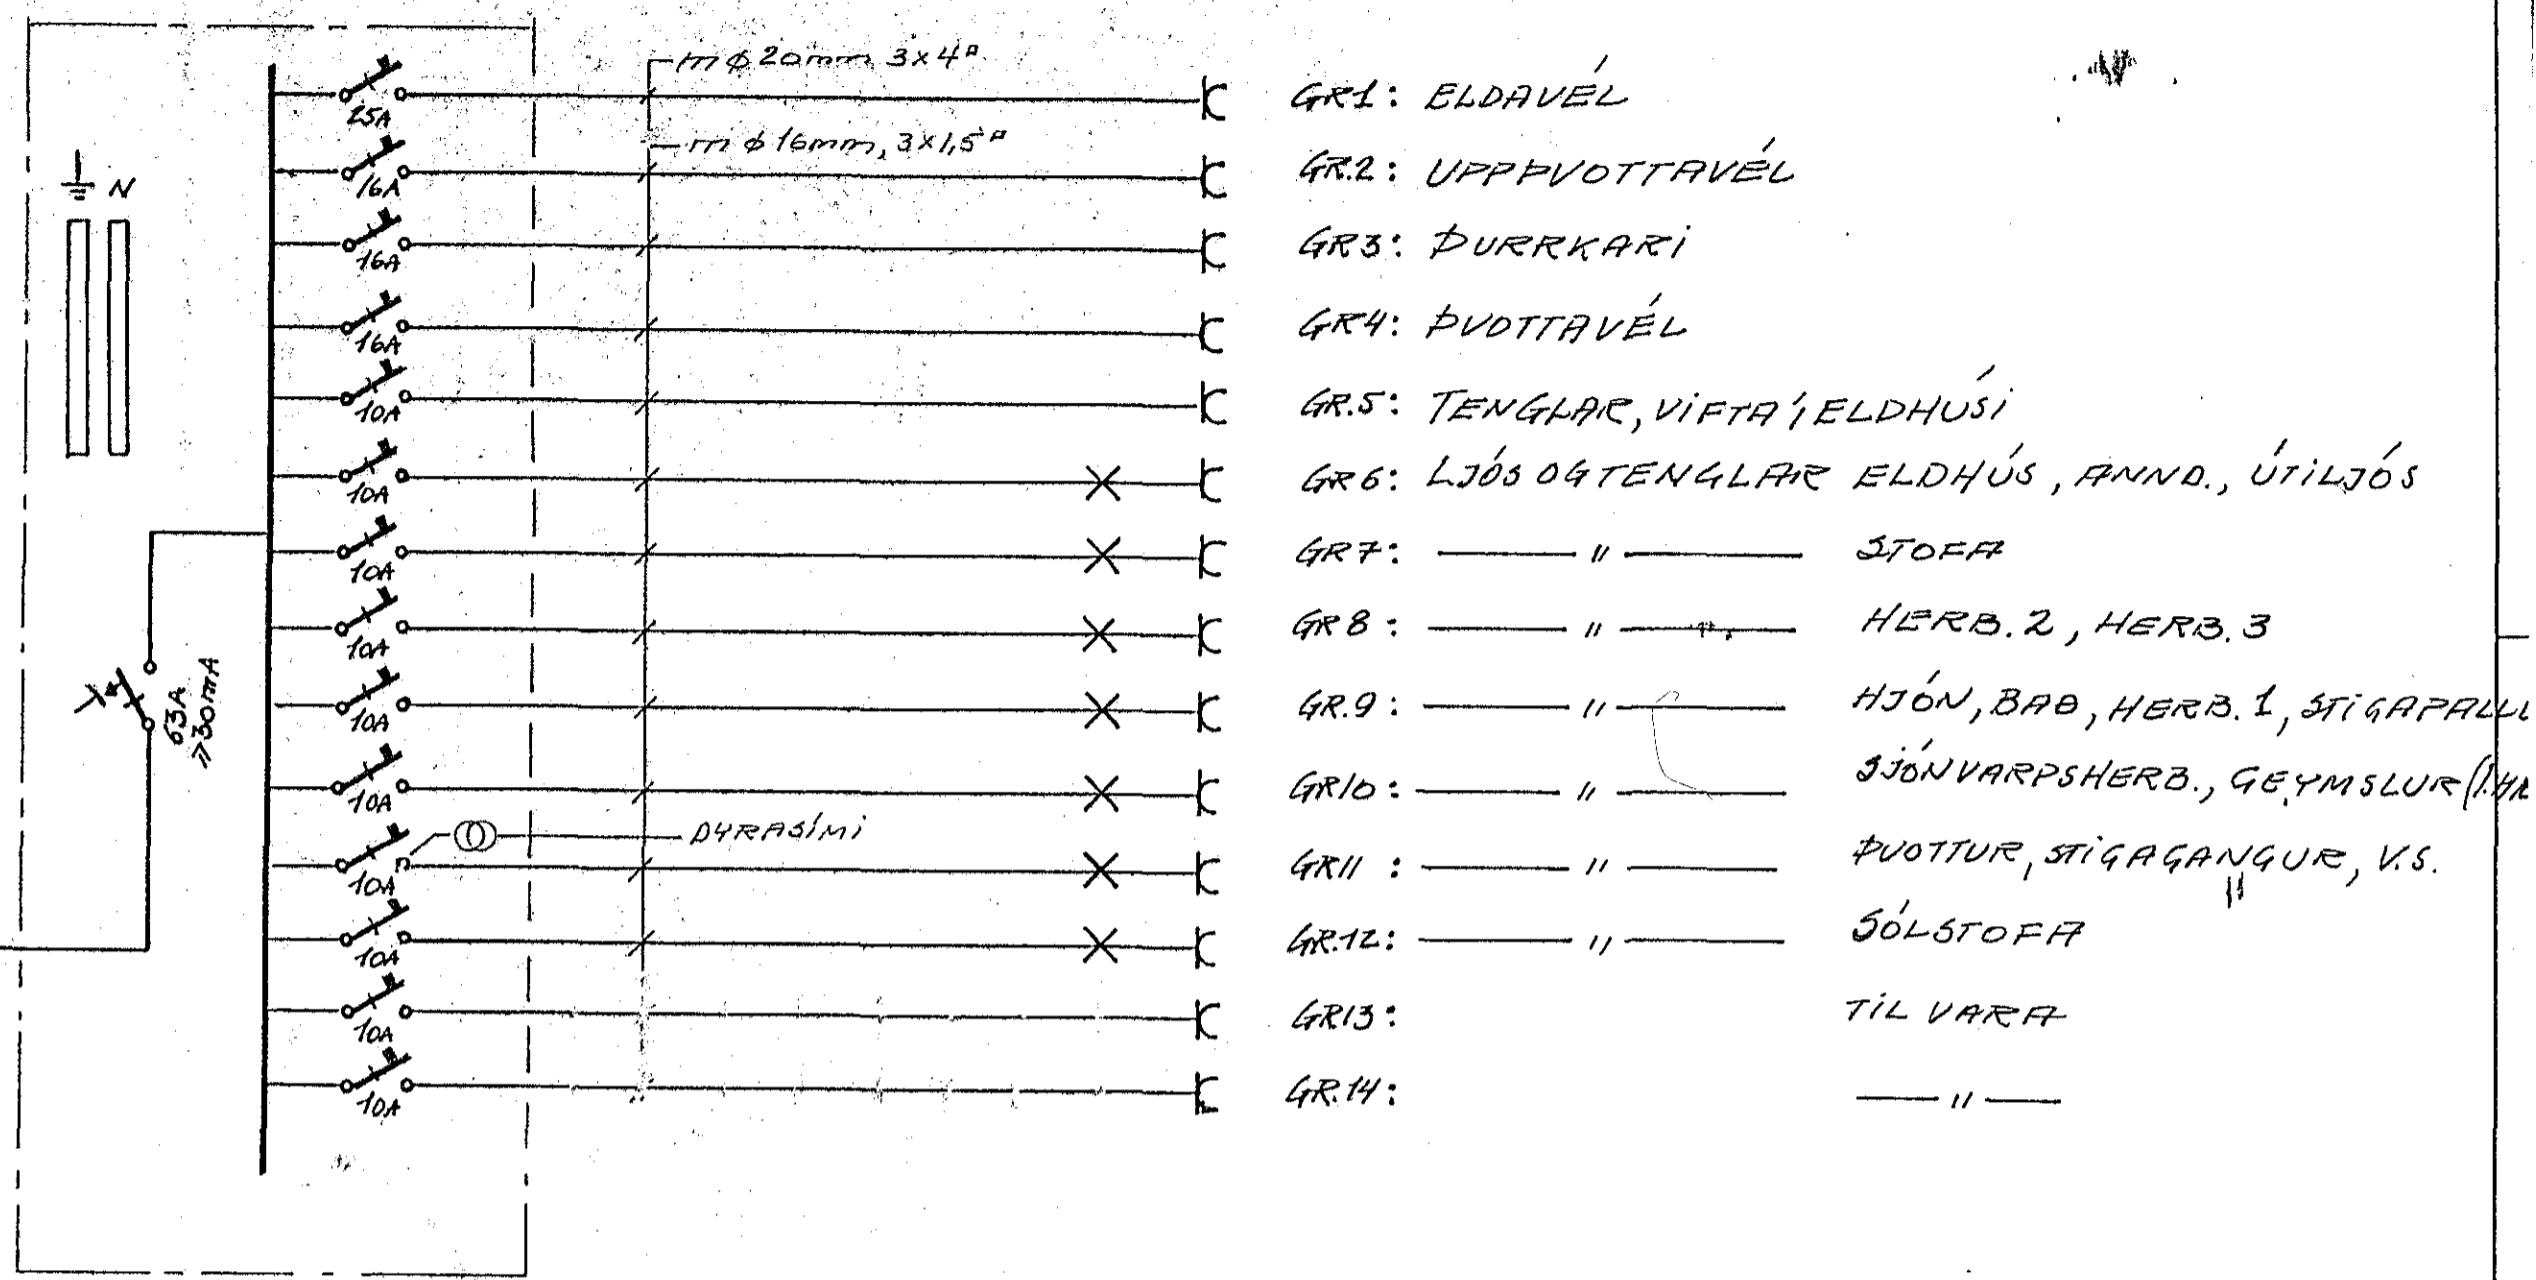 m ø 20mm 3x4▫
25A GR1: ELDAVÉL
m ø 16mm, 3x1,5▫
16A GR.2: UPPÞVOTTAVÉL
N
16A GR3: ÞURRKARI
16A GR4: ÞVOTTAVÉL
10A GR.5: TENGLAR, VIFTA Í ELDHÚSI
10A GR6: LJÓS OG TENGLAR ELDHÚS, ANND., ÚTILJÓS
10A GR7: —— " —— STOFA
10A GR8: —— " —— HERB. 2, HERB. 3
63A
30mA
10A GR.9: —— " —— HJÓN, BAÐ, HERB. 1, STIGAPALLU
10A GR10: —— " —— SJÓNVARPSHERB., GEYMSLUR
DYRASÍMI
10A GR11: —— " —— ÞVOTTUR, STIGAGANGUR, V.S.
"
10A GR.12: —— " —— SÓLSTOFA
10A GR13: TIL VARA
10A GR.14: —— " ——